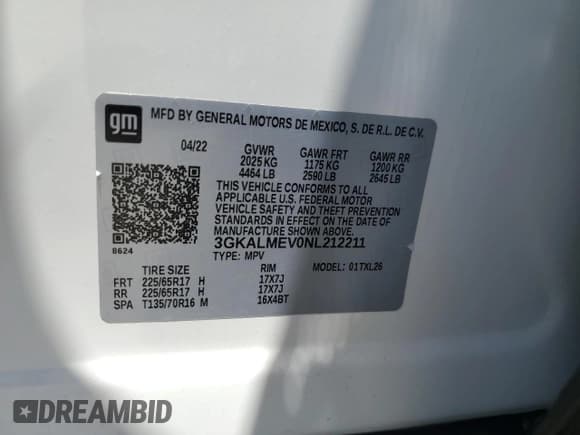 gm
MFD BY GENERAL MOTORS DE MEXICO, S. DE R.L. DE C.V.
04/22 GVWR GAWR FRT GAWR RR
2025 KG 1175 KG 1200 KG
4464 LB 2590 LB 2645 LB
THIS VEHICLE CONFORMS TO ALL
APPLICABLE U.S. FEDERAL MOTOR
VEHICLE SAFETY AND THEFT PREVENTION
STANDARDS IN EFFECT ON THE DATE OF
MANUFACTURE SHOWN ABOVE.
8624 3GKALMEV0NL212211
TYPE: MPV MODEL: 01TXL26
TIRE SIZE RIM
FRT 225/65R17 H 17X7J
RR 225/65R17 H 17X7J
SPA T135/70R16 M 16X4BT
DREAMBID